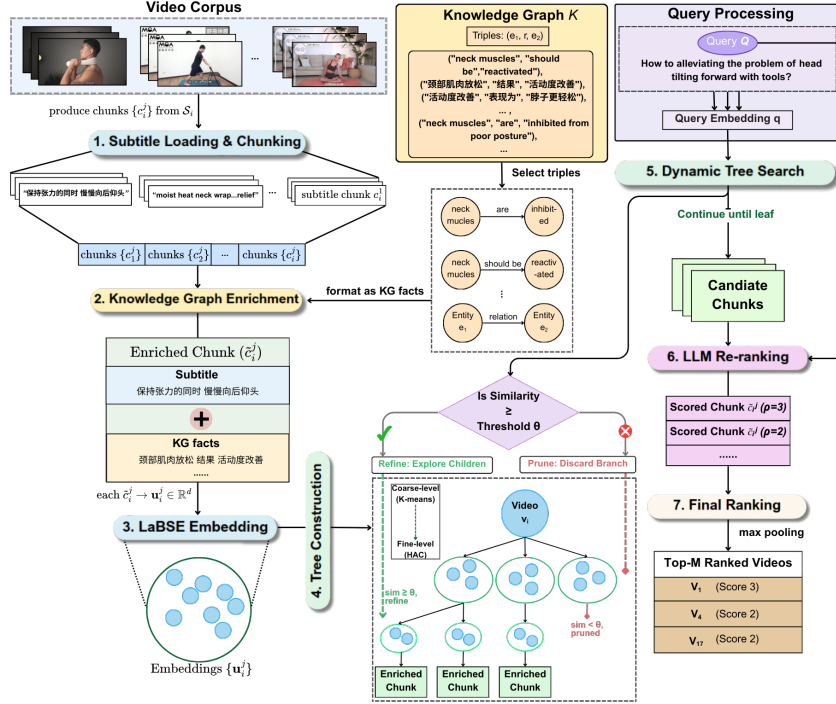 Video Corpus
MGA
MGA
...
produce chunks {c_i^j} from S_i
1. Subtitle Loading & Chunking
"保持张力的同时 慢慢向后仰头"
"moist heat neck wrap...relief"
...
subtitle chunk c_i^1
chunks {c_1^j}
chunks {c_2^j}
...
chunks {c_i^j}
2. Knowledge Graph Enrichment
Enriched Chunk (c̃_i^j)
Subtitle
保持张力的同时 慢慢向后仰头
+
KG facts
颈部肌肉放松 结果 活动度改善
......
each c̃_i^j → u_i^j ∈ ℝ^d
3. LaBSE Embedding
Embeddings {u_i^j}
4. Tree Construction
Knowledge Graph K
Triples: (e₁, r, e₂)
("neck muscles", "should
be","reactivated"),
("颈部肌肉放松", "结果", "活动度改善"),
("活动度改善", "表现为", "脖子更轻松"),
... ,
("neck muscles", "are", "inhibited from
poor posture"),
...
Select triples
neck
mucles
are
inhibit-
ed
neck
mucles
should be
reactiv
-ated
⋮
Entity
e₁
relation
Entity
e₂
format as KG facts
Is Similarity
≥
Threshold θ
Refine: Explore Children
Prune: Discard Branch
Coarse-level
(K-means)
Fine-level
(HAC)
Video
v_i
sim ≥ θ,
refine
sim < θ,
pruned
Enriched
Chunk
Enriched
Chunk
Enriched
Chunk
Query Processing
Query Q
How to alleviating the problem of head
tilting forward with tools?
Query Embedding q
5. Dynamic Tree Search
Continue until leaf
Candiate
Chunks
6. LLM Re-ranking
Scored Chunk c̃_i^j (ρ=3)
Scored Chunk c̃_i^j (ρ=2)
......
7. Final Ranking
max pooling
Top-M Ranked Videos
V₁ (Score 3)
V₄ (Score 2)
V₁₇ (Score 2)